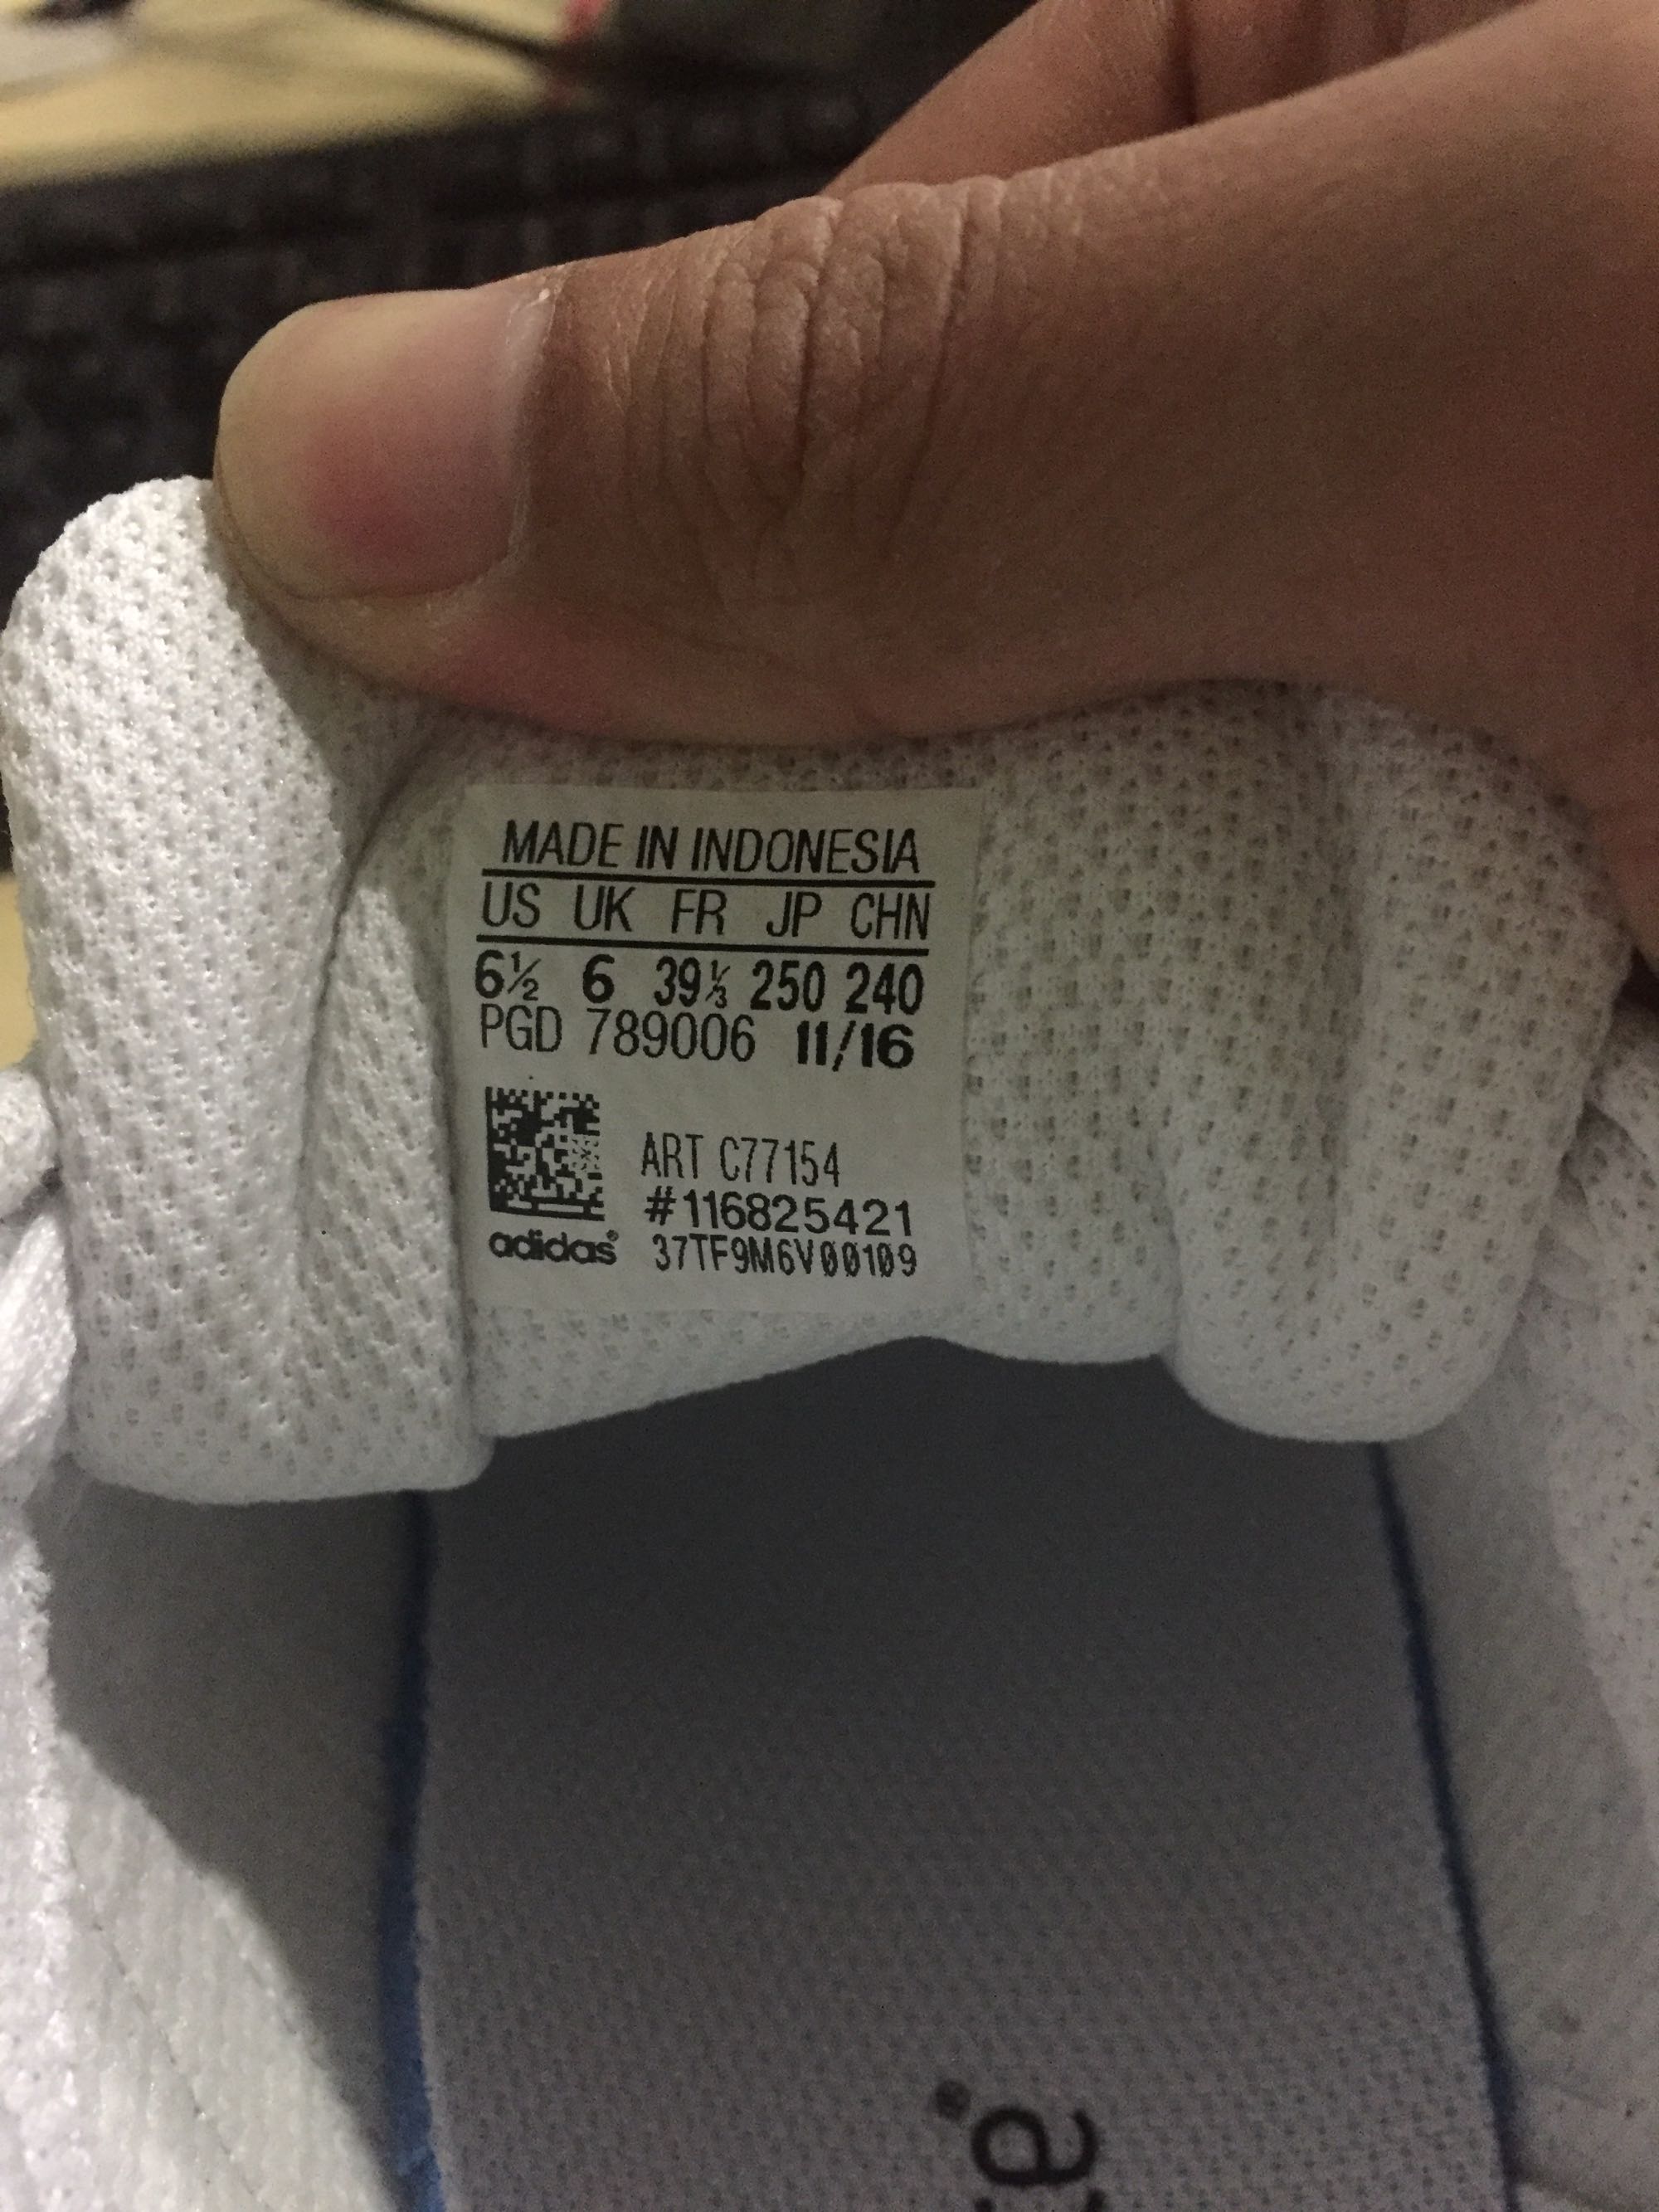 MADE IN INDONESIA
US UK FR JP CHN
6½ 6 39⅓ 250 240
PGD 789006 11/16
ART C77154
#116825421
adidas® 37TF9M6V00109